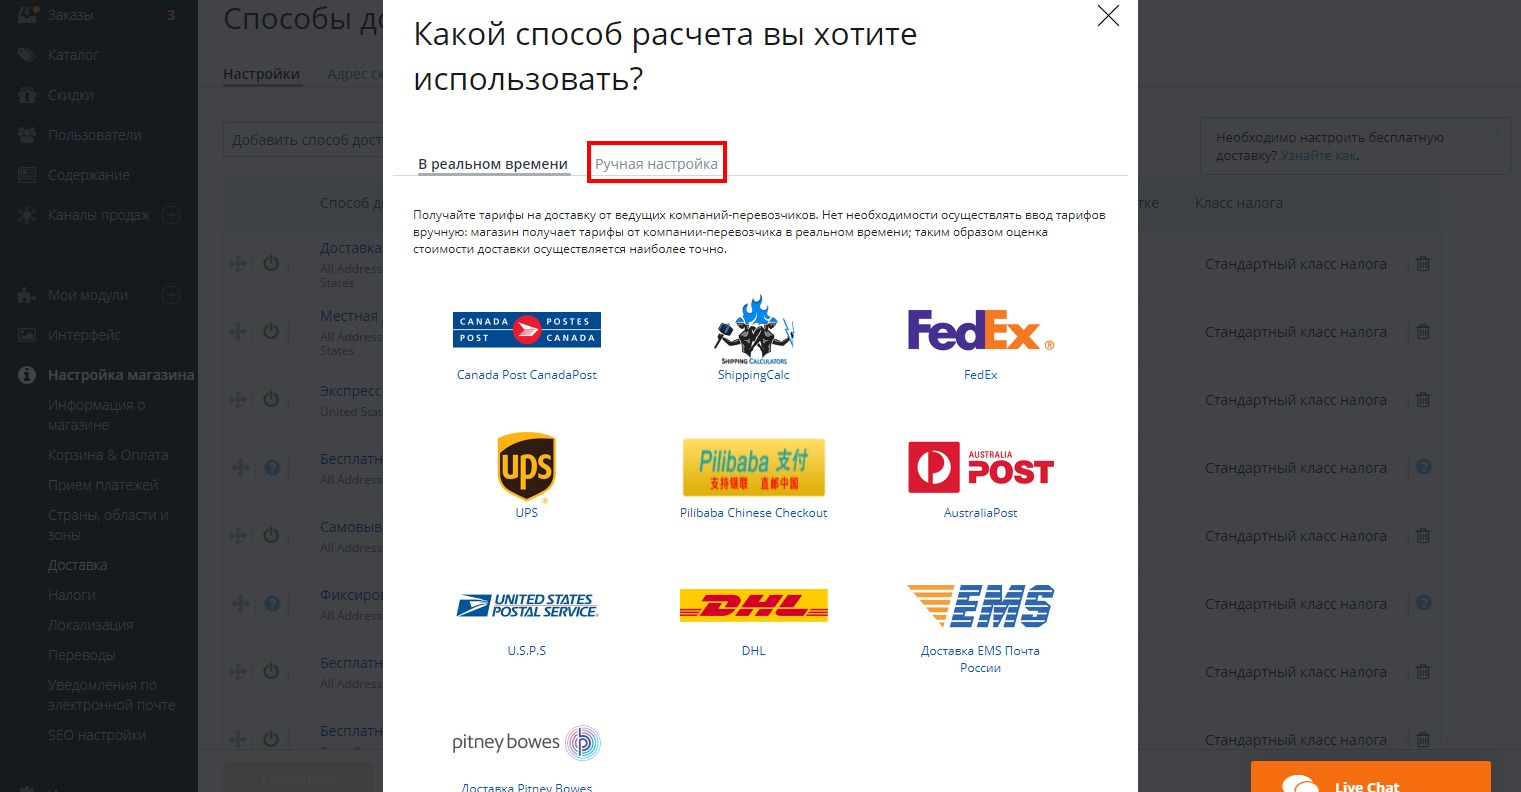 Заказы
3
Каталог
Скидки
Пользователи
Содержание
Каналы продаж
Мои модули
Интерфейс
Настройка магазина
Информация о
магазине
Корзина & Оплата
Прием платежей
Страны, области и
зоны
Доставка
Налоги
Локализация
Переводы
Уведомления по
электронной почте
SEO настройки
Способы до
Настройки
Адрес ск
Добавить способ дост
Необходимо настроить бесплатную
доставку? Узнайте как.
Способ до
тке
Класс налога
Доставка
All Address
States
Стандартный класс налога
Местная
States
Стандартный класс налога
Экспресс
United Stat
Стандартный класс налога
Бесплатн
All Address
Стандартный класс налога
Самовыв
All Address
Стандартный класс налога
Фиксиров
All Address
Стандартный класс налога
Бесплатн
All Address
Стандартный класс налога
Бесплатн
Стандартный класс налога
Сохранить
Какой способ расчета вы хотите
использовать?
В реальном времени
Ручная настройка
Получайте тарифы на доставку от ведущих компаний-перевозчиков. Нет необходимости осуществлять ввод тарифов
вручную: магазин получает тарифы от компании-перевозчика в реальном времени; таким образом оценка
стоимости доставки осуществляется наиболее точно.
CANADA POSTES
POST CANADA
Canada Post CanadaPost
SHIPPING CALCULATORS
ShippingCalc
FedEx®
FedEx
ups
UPS
Pilibaba 支付
支持银联 直邮中国
Pilibaba Chinese Checkout
AUSTRALIA
POST
AustraliaPost
UNITED STATES
POSTAL SERVICE®
U.S.P.S
DHL
DHL
EMS
Доставка EMS Почта
России
pitney bowes
Доставка Pitney Bowes
Live Chat